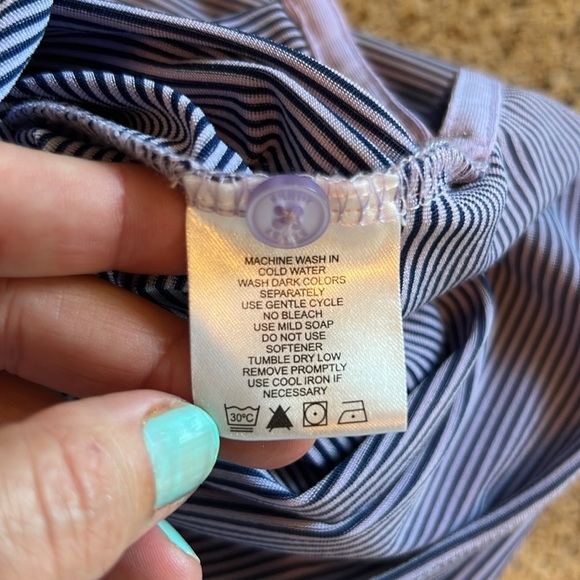 MACHINE WASH IN
COLD WATER
WASH DARK COLORS
SEPARATELY
USE GENTLE CYCLE
NO BLEACH
USE MILD SOAP
DO NOT USE
SOFTENER
TUMBLE DRY LOW
REMOVE PROMPTLY
USE COOL IRON IF
NECESSARY
30°C